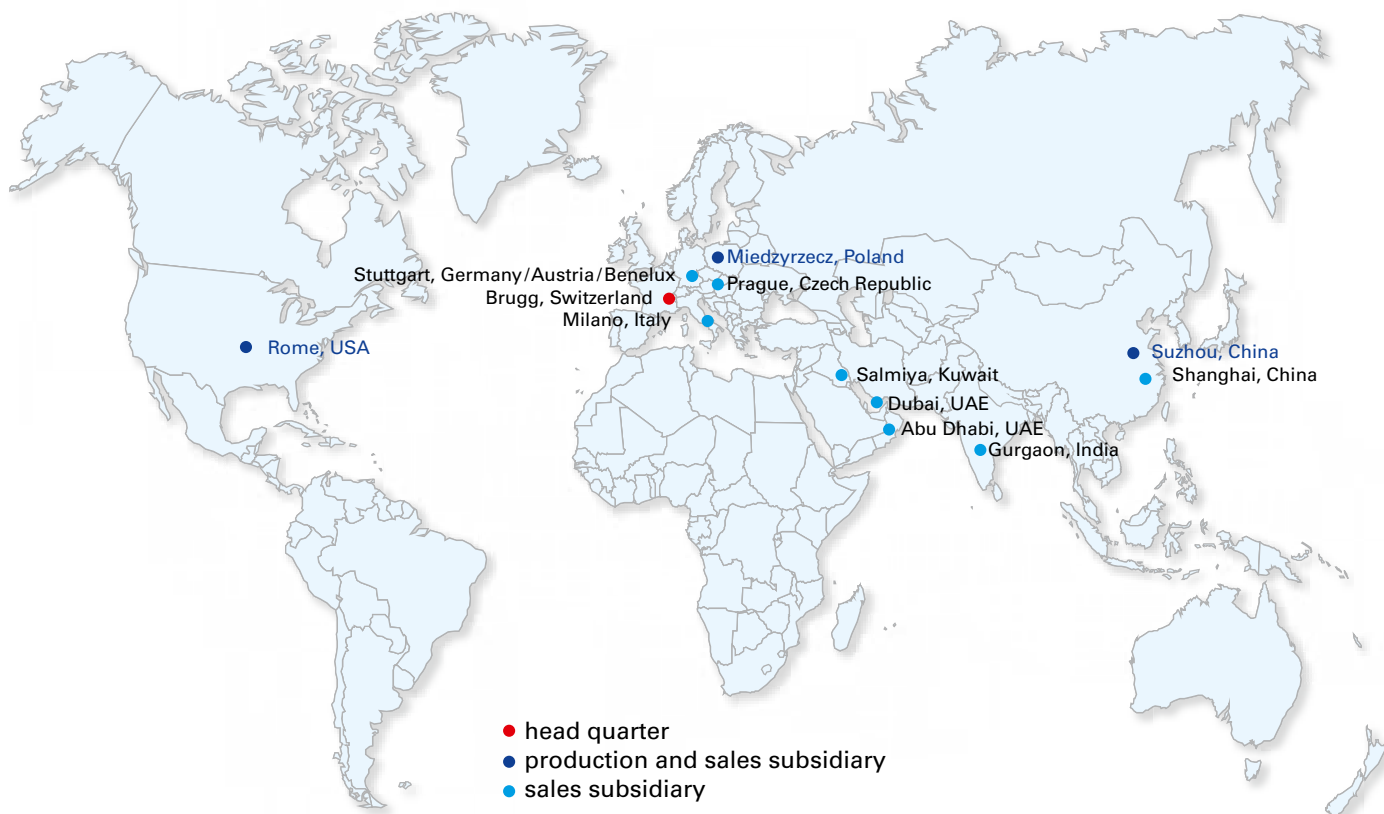 Miedzyrzecz, Poland
Stuttgart, Germany/Austria/Benelux
Prague, Czech Republic
Brugg, Switzerland
Milano, Italy
Rome, USA
Suzhou, China
Salmiya, Kuwait
Shanghai, China
Dubai, UAE
Abu Dhabi, UAE
Gurgaon, India
head quarter
production and sales subsidiary
sales subsidiary